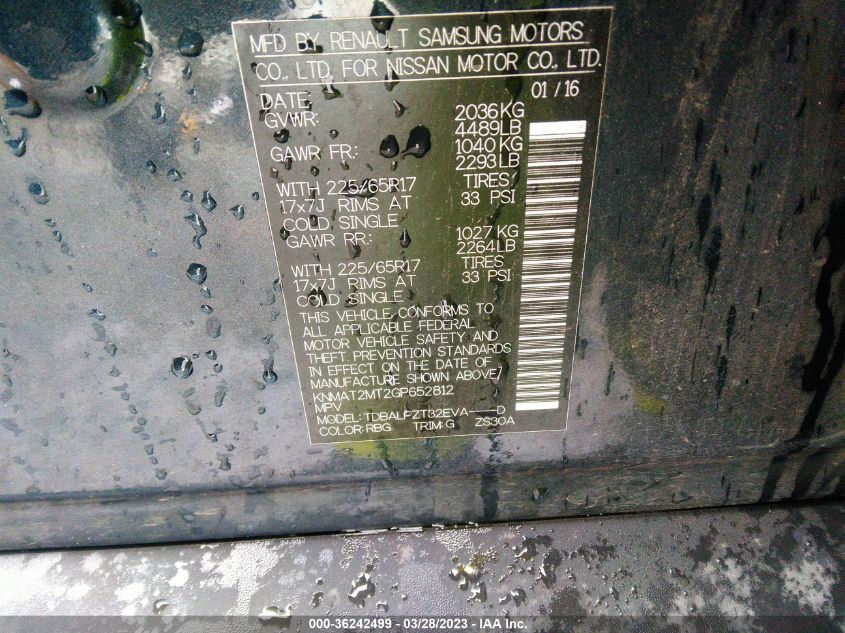 MFD BY RENAULT SAMSUNG MOTORS
CO., LTD. FOR NISSAN MOTOR CO., LTD.
DATE: 01/16
GVWR: 2036KG
4489LB
GAWR FR: 1040KG
2293LB
WITH 225/65R17 TIRES
17x7J RIMS AT 33 PSI
COLD SINGLE
GAWR RR: 1027KG
2264LB
WITH 225/65R17 TIRES
17x7J RIMS AT 33 PSI
COLD SINGLE
THIS VEHICLE CONFORMS TO
ALL APPLICABLE FEDERAL
MOTOR VEHICLE SAFETY AND
THEFT PREVENTION STANDARDS
IN EFFECT ON THE DATE OF
MANUFACTURE SHOWN ABOVE
KNMAT2MT2GP652812
MPV
MODEL: TDBALPZT32EVA---D
COLOR: RBG TRIM: G ZS30A
000-36242499 — 03/28/2023 — IAA Inc.